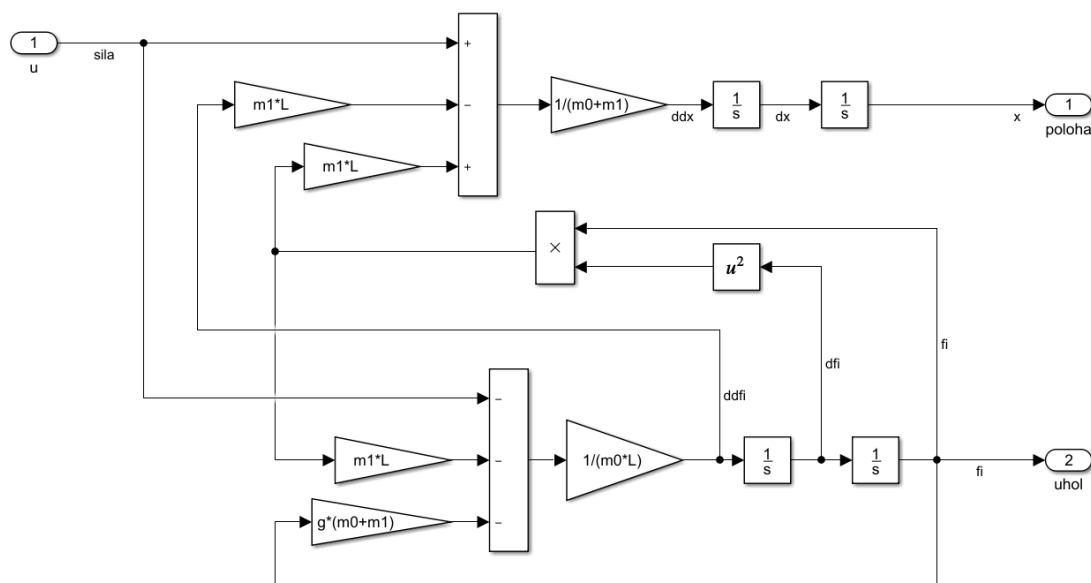 1
u
sila
+
−
+
m1*L
m1*L
1/(m0+m1)
ddx
1
s
dx
1
s
x
1
poloha
×
u²
fi
dfi
ddfi
−
−
−
m1*L
g*(m0+m1)
1/(m0*L)
1
s
1
s
fi
2
uhol